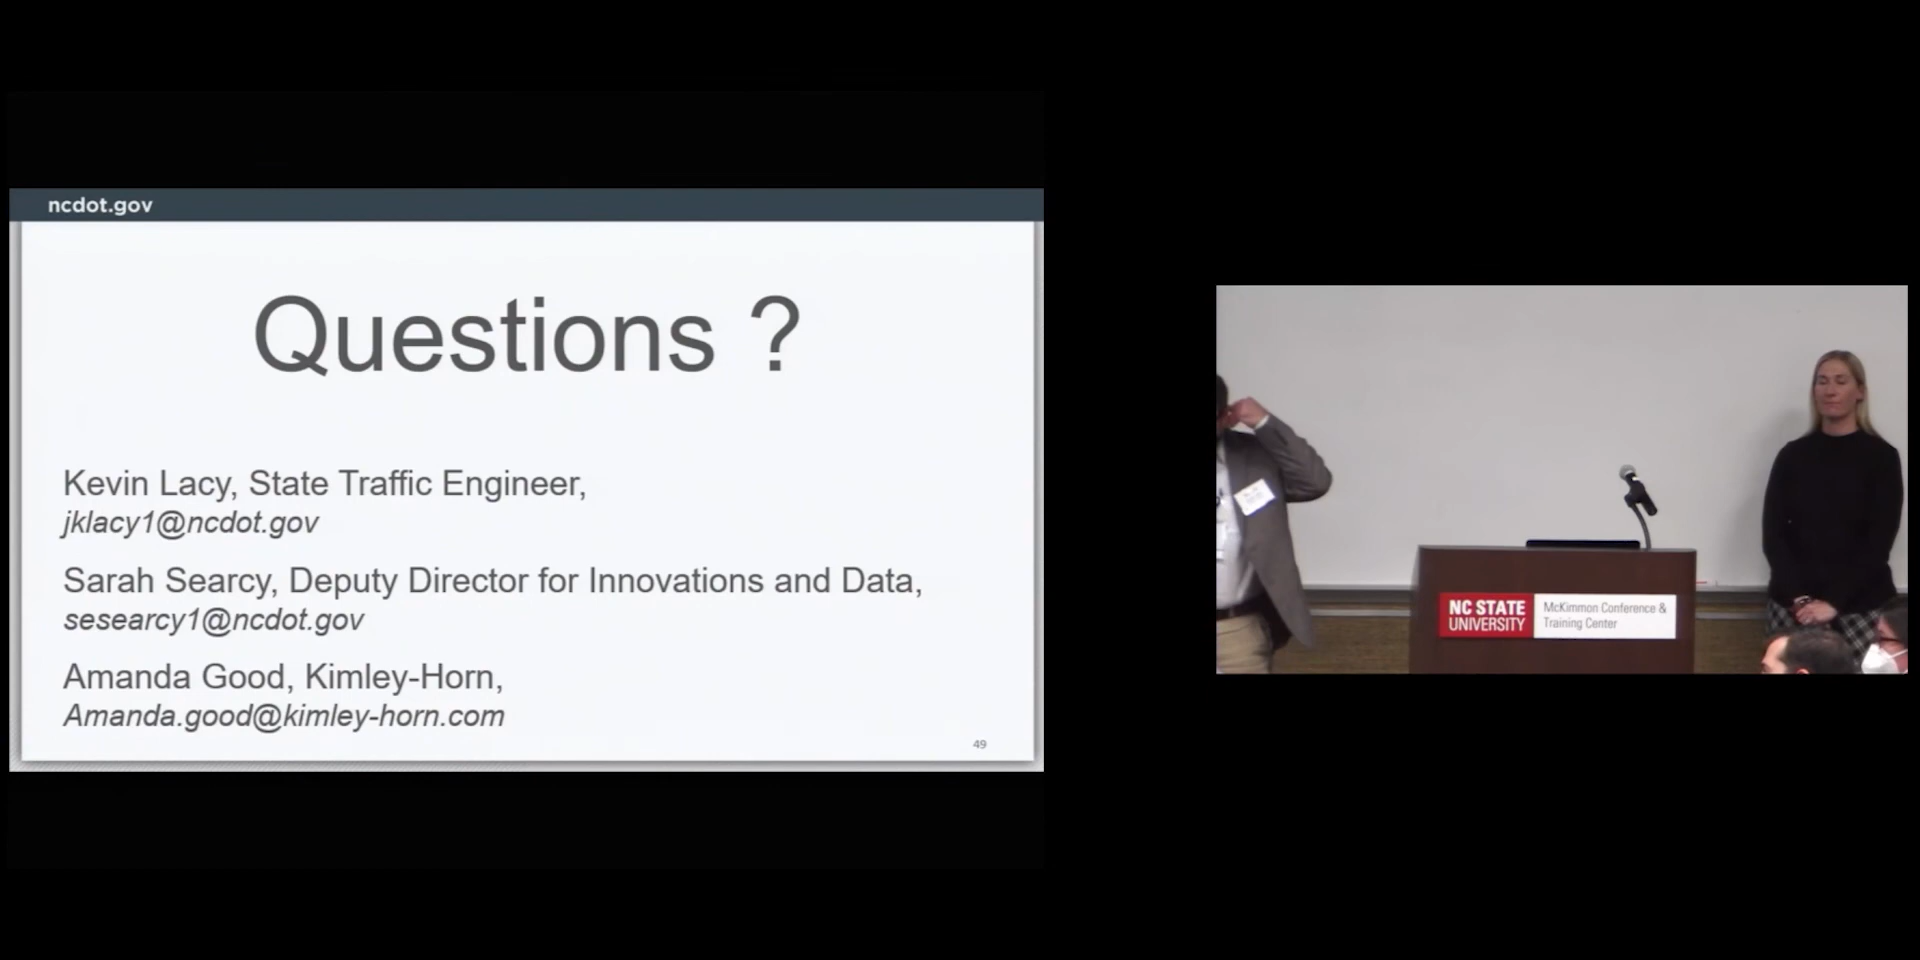 ncdot.gov
Questions ?
Kevin Lacy, State Traffic Engineer,
jklacy1@ncdot.gov
Sarah Searcy, Deputy Director for Innovations and Data,
sesearcy1@ncdot.gov
Amanda Good, Kimley-Horn,
Amanda.good@kimley-horn.com
49
NC STATE
UNIVERSITY
McKimmon Conference &
Training Center